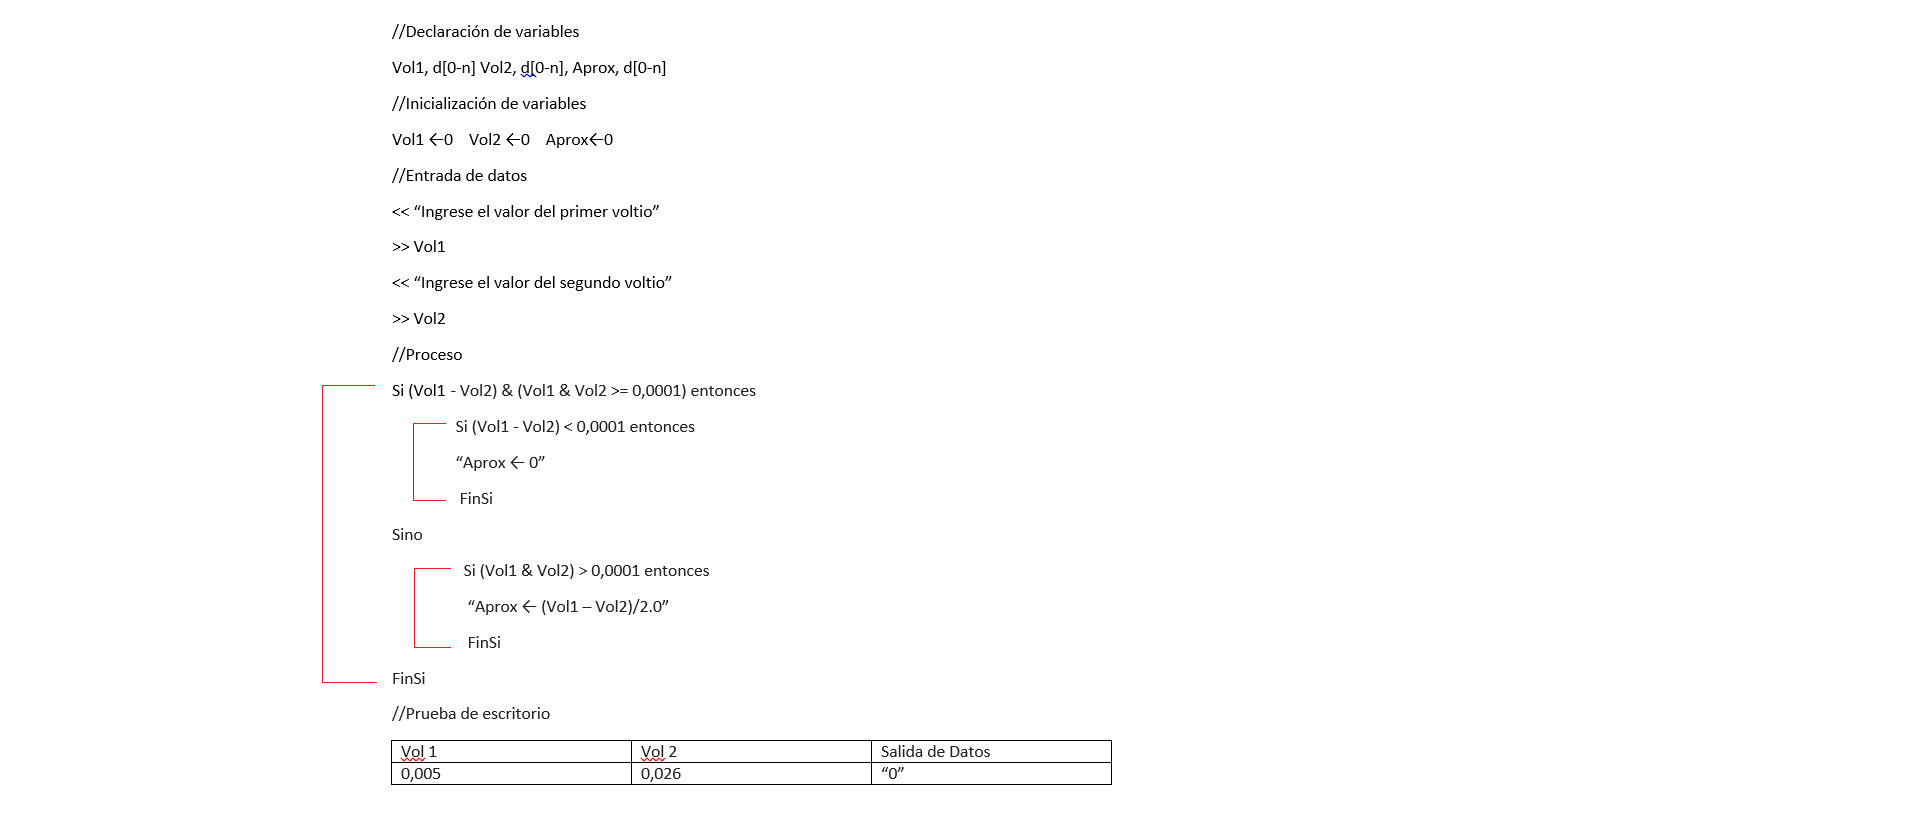 //Declaración de variables
Vol1, d[0-n] Vol2, d[0-n], Aprox, d[0-n]
//Inicialización de variables
Vol1 ←0 Vol2 ←0 Aprox←0
//Entrada de datos
<< “Ingrese el valor del primer voltio”
>> Vol1
<< “Ingrese el valor del segundo voltio”
>> Vol2
//Proceso
Si (Vol1 - Vol2) & (Vol1 & Vol2 >= 0,0001) entonces
Si (Vol1 - Vol2) < 0,0001 entonces
“Aprox ← 0”
FinSi
Sino
Si (Vol1 & Vol2) > 0,0001 entonces
“Aprox ← (Vol1 – Vol2)/2.0”
FinSi
FinSi
//Prueba de escritorio
Vol 1 Vol 2 Salida de Datos
0,005 0,026 “0”